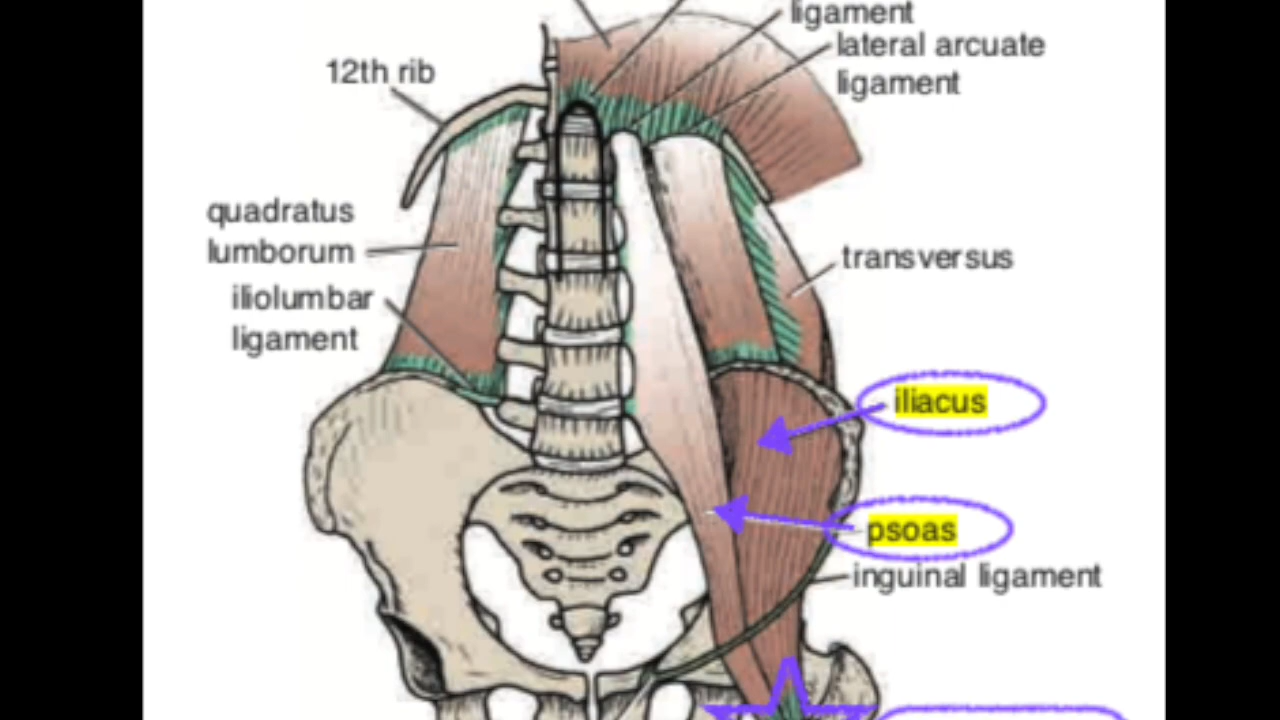 ligament
lateral arcuate
ligament
12th rib
quadratus
lumborum
iliolumbar
ligament
transversus
iliacus
psoas
inguinal ligament